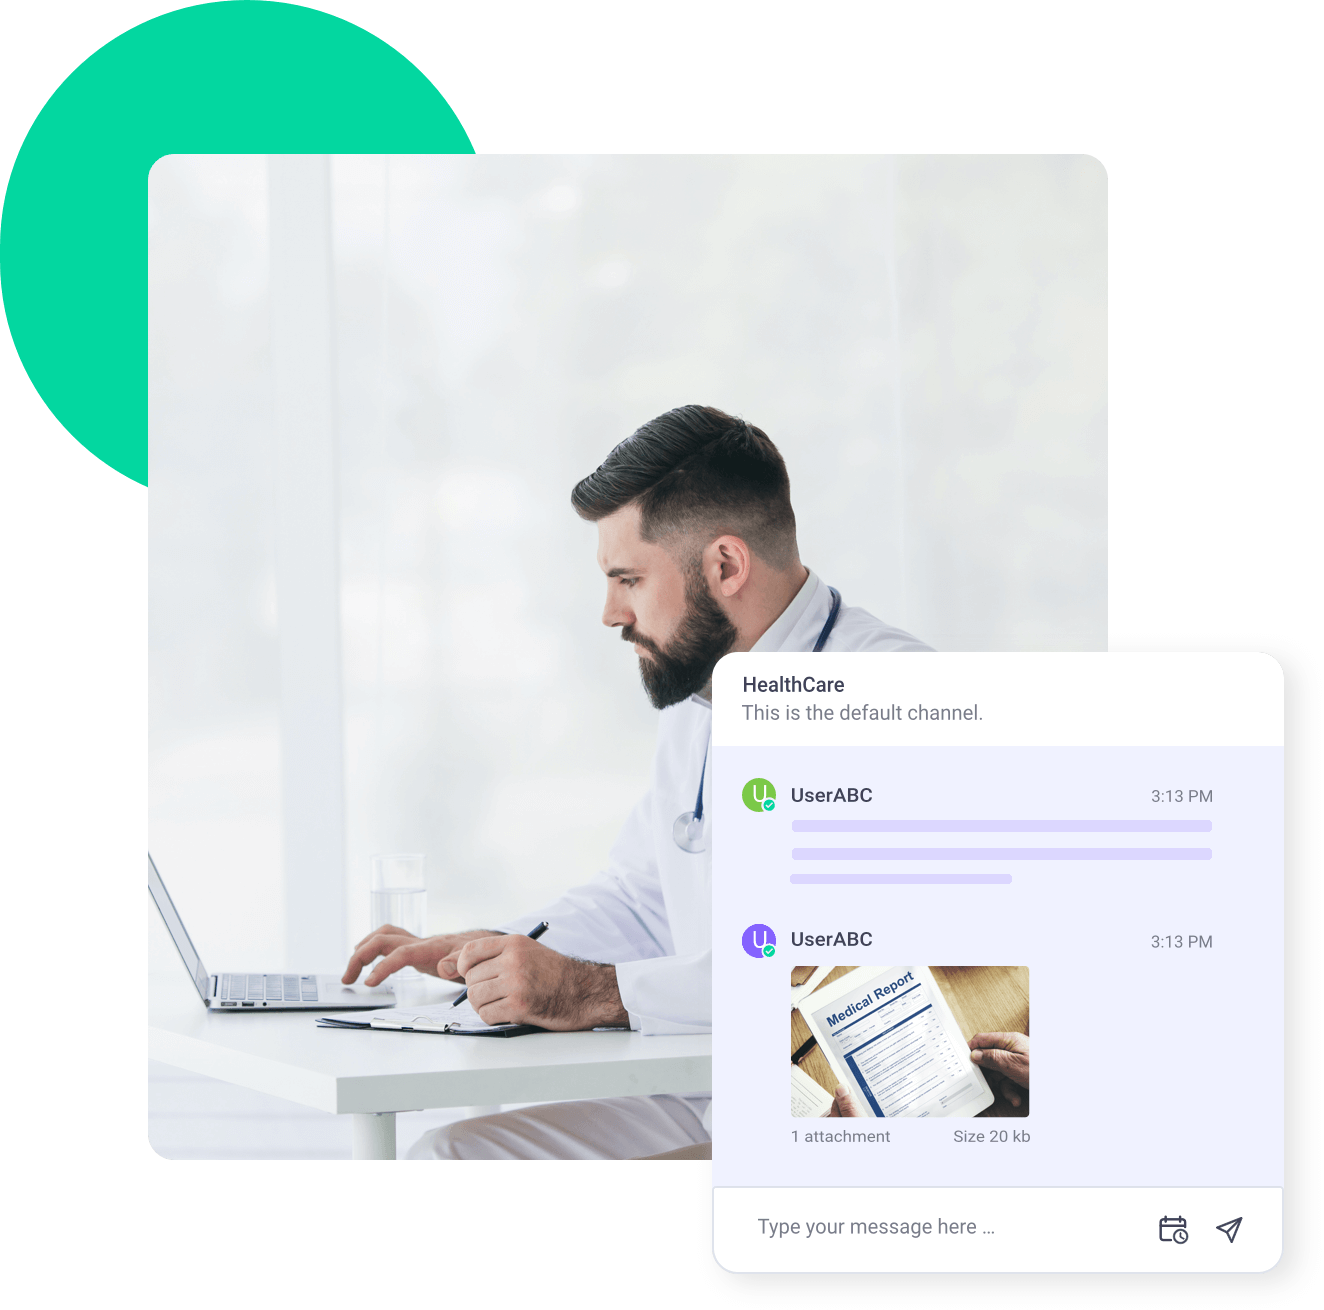 HealthCare
This is the default channel.
U UserABC 3:13 PM
U UserABC 3:13 PM
Medical Report
1 attachment Size 20 kb
Type your message here ...